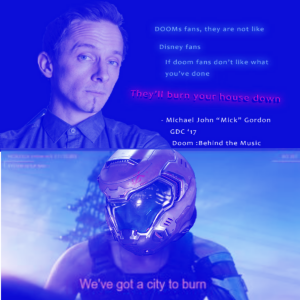 DOOMs fans, they are not like
Disney fans
If doom fans don't like what
you've done
They'll burn your house down
- Michael John "Mick" Gordon
GDC '17
Doom :Behind the Music
We've got a city to burn